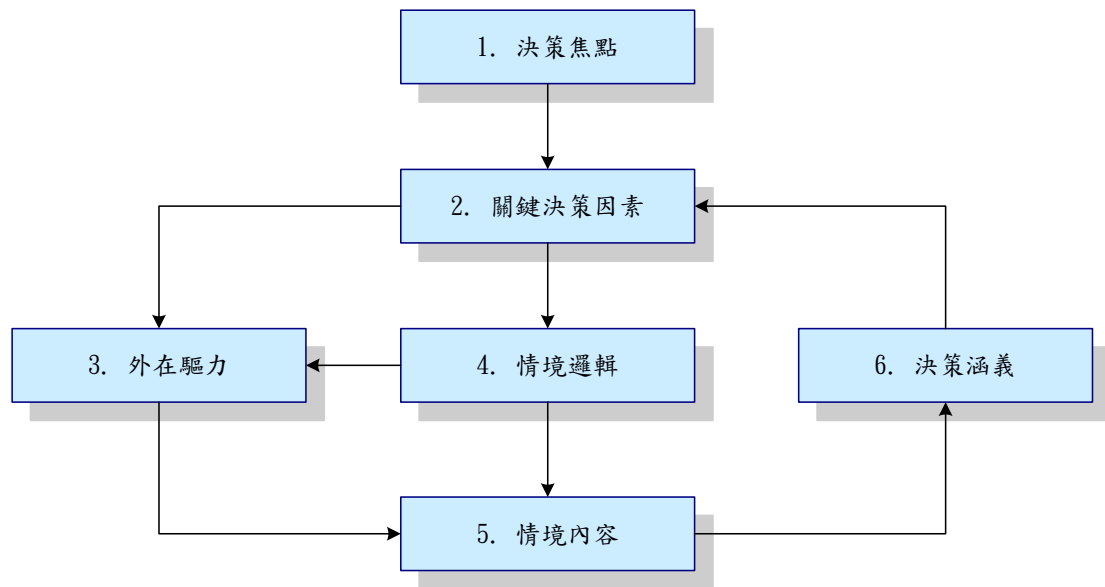 1. 決策焦點
2. 關鍵決策因素
3. 外在驅力
4. 情境邏輯
6. 決策涵義
5. 情境內容